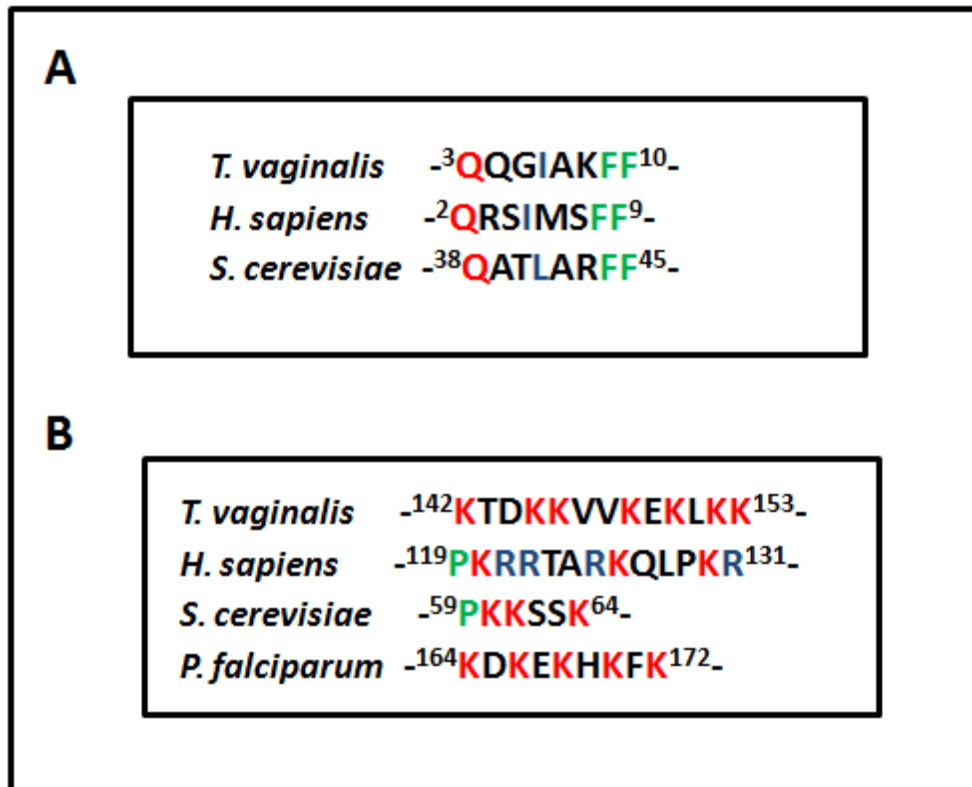 A
T. vaginalis -³QQGIAKFF¹⁰-
H. sapiens -²QRSIMSFF⁹-
S. cerevisiae -³⁸QATLARFF⁴⁵-
B
T. vaginalis -¹⁴²KTDKKVVKEKLKK¹⁵³-
H. sapiens -¹¹⁹PKRRTARKQLPKR¹³¹-
S. cerevisiae -⁵⁹PKKSSK⁶⁴-
P. falciparum -¹⁶⁴KDKEKHKFK¹⁷²-